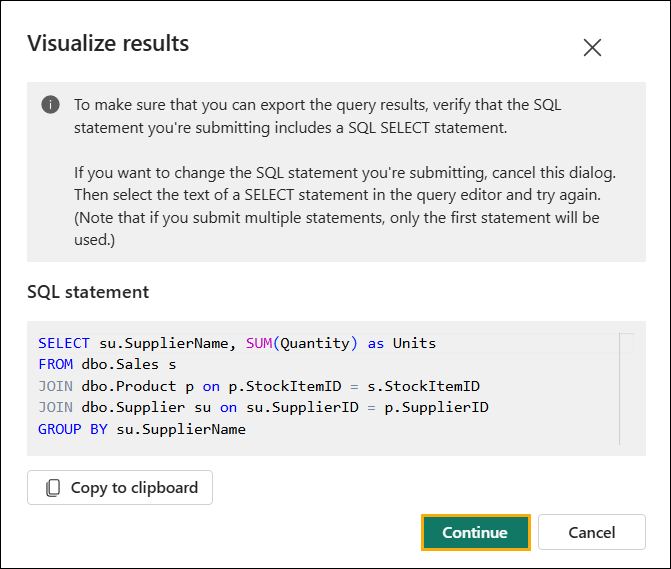 Visualize results
To make sure that you can export the query results, verify that the SQL
statement you're submitting includes a SQL SELECT statement.
If you want to change the SQL statement you're submitting, cancel this dialog.
Then select the text of a SELECT statement in the query editor and try again.
(Note that if you submit multiple statements, only the first statement will be
used.)
SQL statement
SELECT su.SupplierName, SUM(Quantity) as Units
FROM dbo.Sales s
JOIN dbo.Product p on p.StockItemID = s.StockItemID
JOIN dbo.Supplier su on su.SupplierID = p.SupplierID
GROUP BY su.SupplierName
Copy to clipboard
Continue Cancel